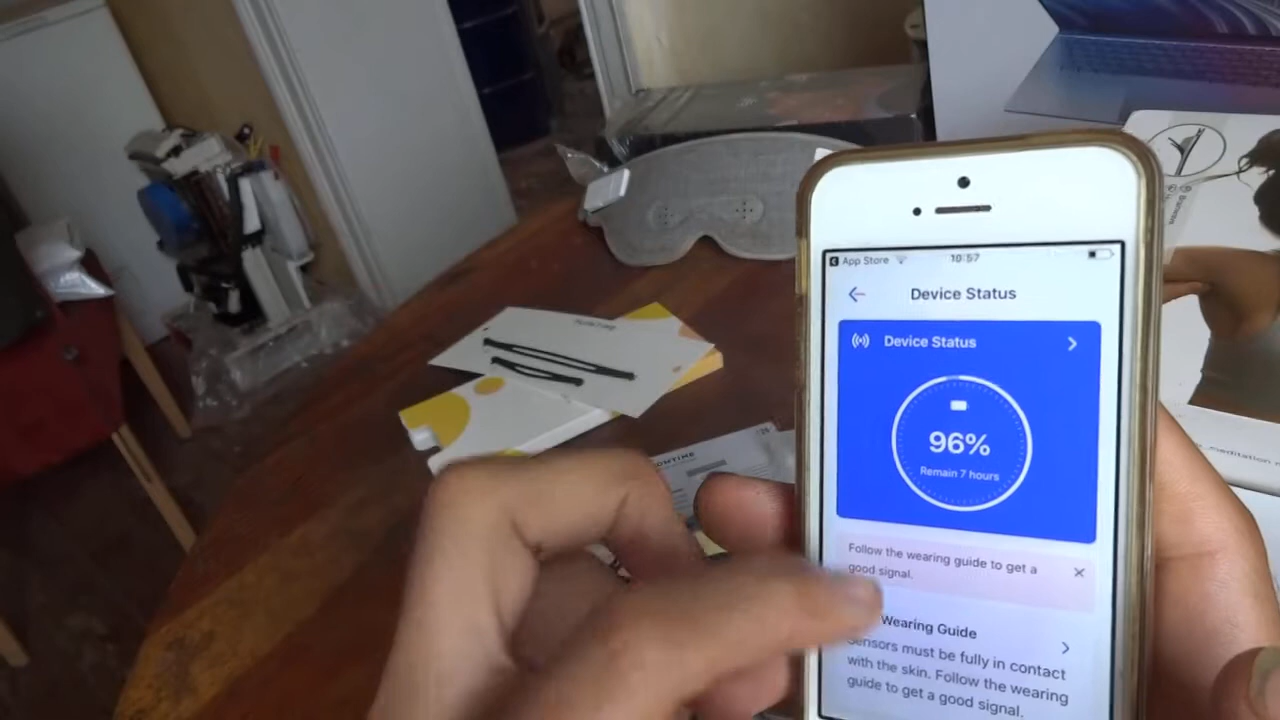 App Store
10:57
Device Status
Device Status
96%
Remain 7 hours
Follow the wearing guide to get a
good signal.
Wearing Guide
Sensors must be fully in contact
with the skin. Follow the wearing
guide to get a good signal.